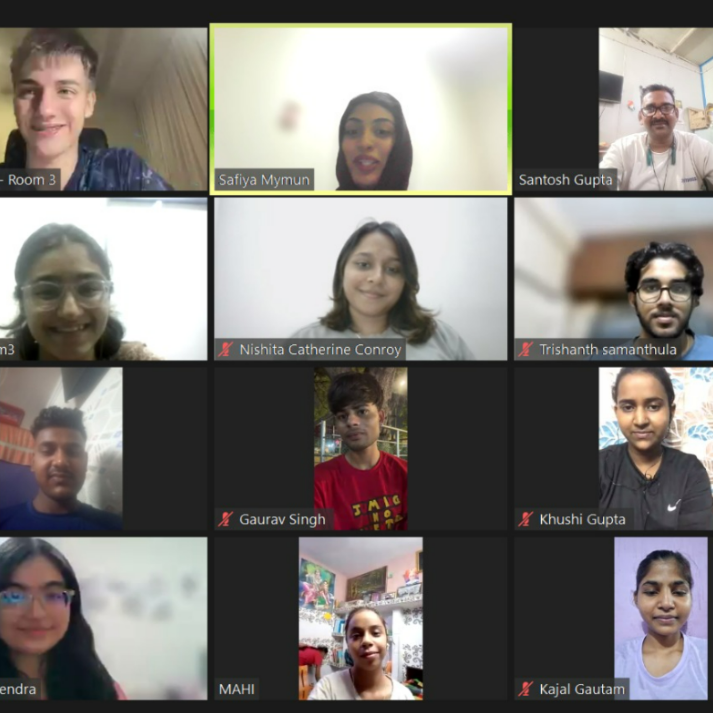 - Room 3
Safiya Mymun
Santosh Gupta
m3
Nishita Catherine Conroy
Trishanth samanthula
Gaurav Singh
Khushi Gupta
endra
MAHI
Kajal Gautam